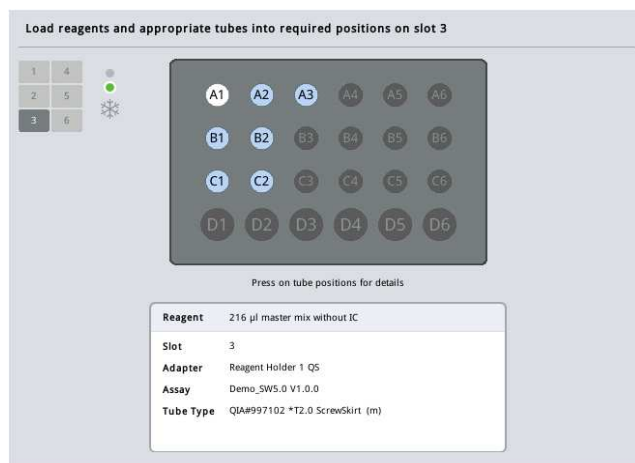 Load reagents and appropriate tubes into required positions on slot 3
1 4
2 5
3 6
A1 A2 A3 A4 A5 A6
B1 B2 B3 B4 B5 B6
C1 C2 C3 C4 C5 C6
D1 D2 D3 D4 D5 D6
Press on tube positions for details
Reagent 216 µl master mix without IC
Slot 3
Adapter Reagent Holder 1 QS
Assay Demo_SW5.0 V1.0.0
Tube Type QIA#997102 *T2.0 ScrewSkirt (m)